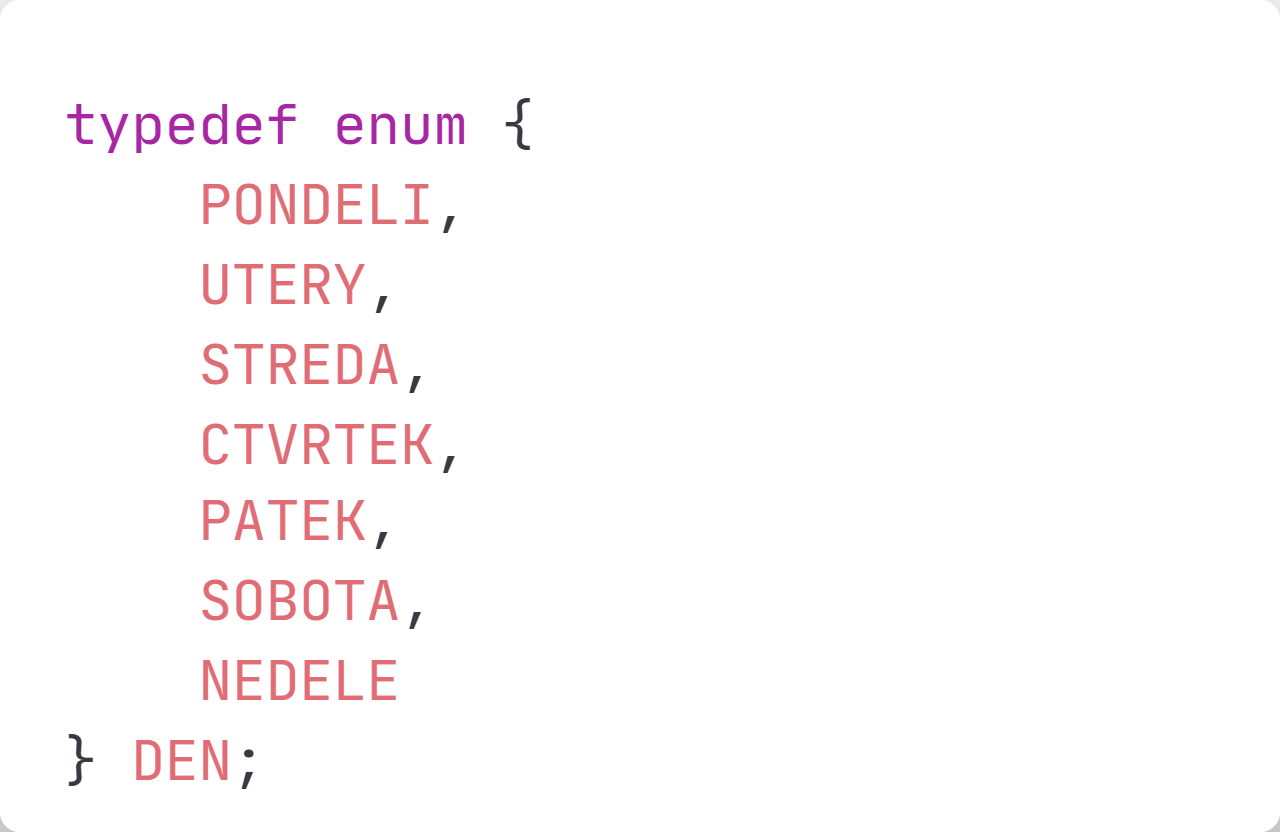 typedef enum {
    PONDELI,
    UTERY,
    STREDA,
    CTVRTEK,
    PATEK,
    SOBOTA,
    NEDELE
} DEN;